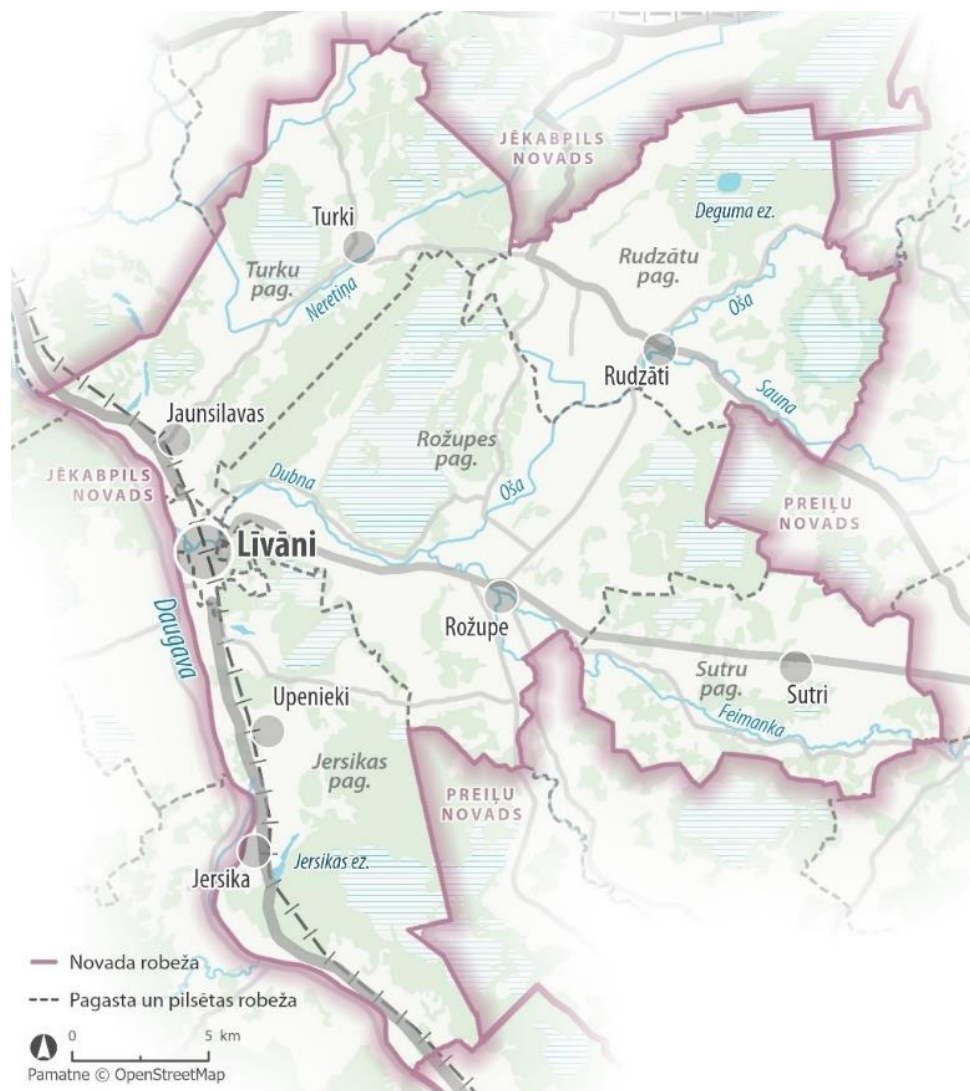 JĒKABPILS
NOVADS
Turki
Deguma ez.
Turku
pag.
Rudzātu
pag.
Neretiņa
Oša
Rudzāti
Sauna
Jaunsilavas
Rožupes
pag.
JĒKABPILS
NOVADS
Dubna
Oša
PREIĻU
NOVADS
Līvāni
Rožupe
Daugava
Sutru
pag.
Sutri
Upenieki
Feimanka
Jersikas
pag.
PREIĻU
NOVADS
Jersika
Jersikas ez.
Novada robeža
Pagasta un pilsētas robeža
0 5 km
Pamatne © OpenStreetMap